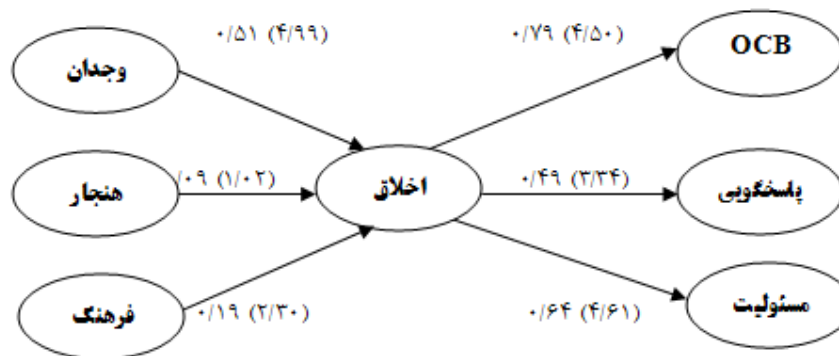 ۰/۵۱ (۴/۹۹)
۰/۷۹ (۴/۵۰)
وجدان
OCB
/۰۹ (۱/۰۲)
۰/۴۹ (۳/۳۴)
هنجار
اخلاق
پاسخگویی
فرهنگ
۰/۱۹ (۲/۳۰)
۰/۶۴ (۴/۶۱)
مسئولیت